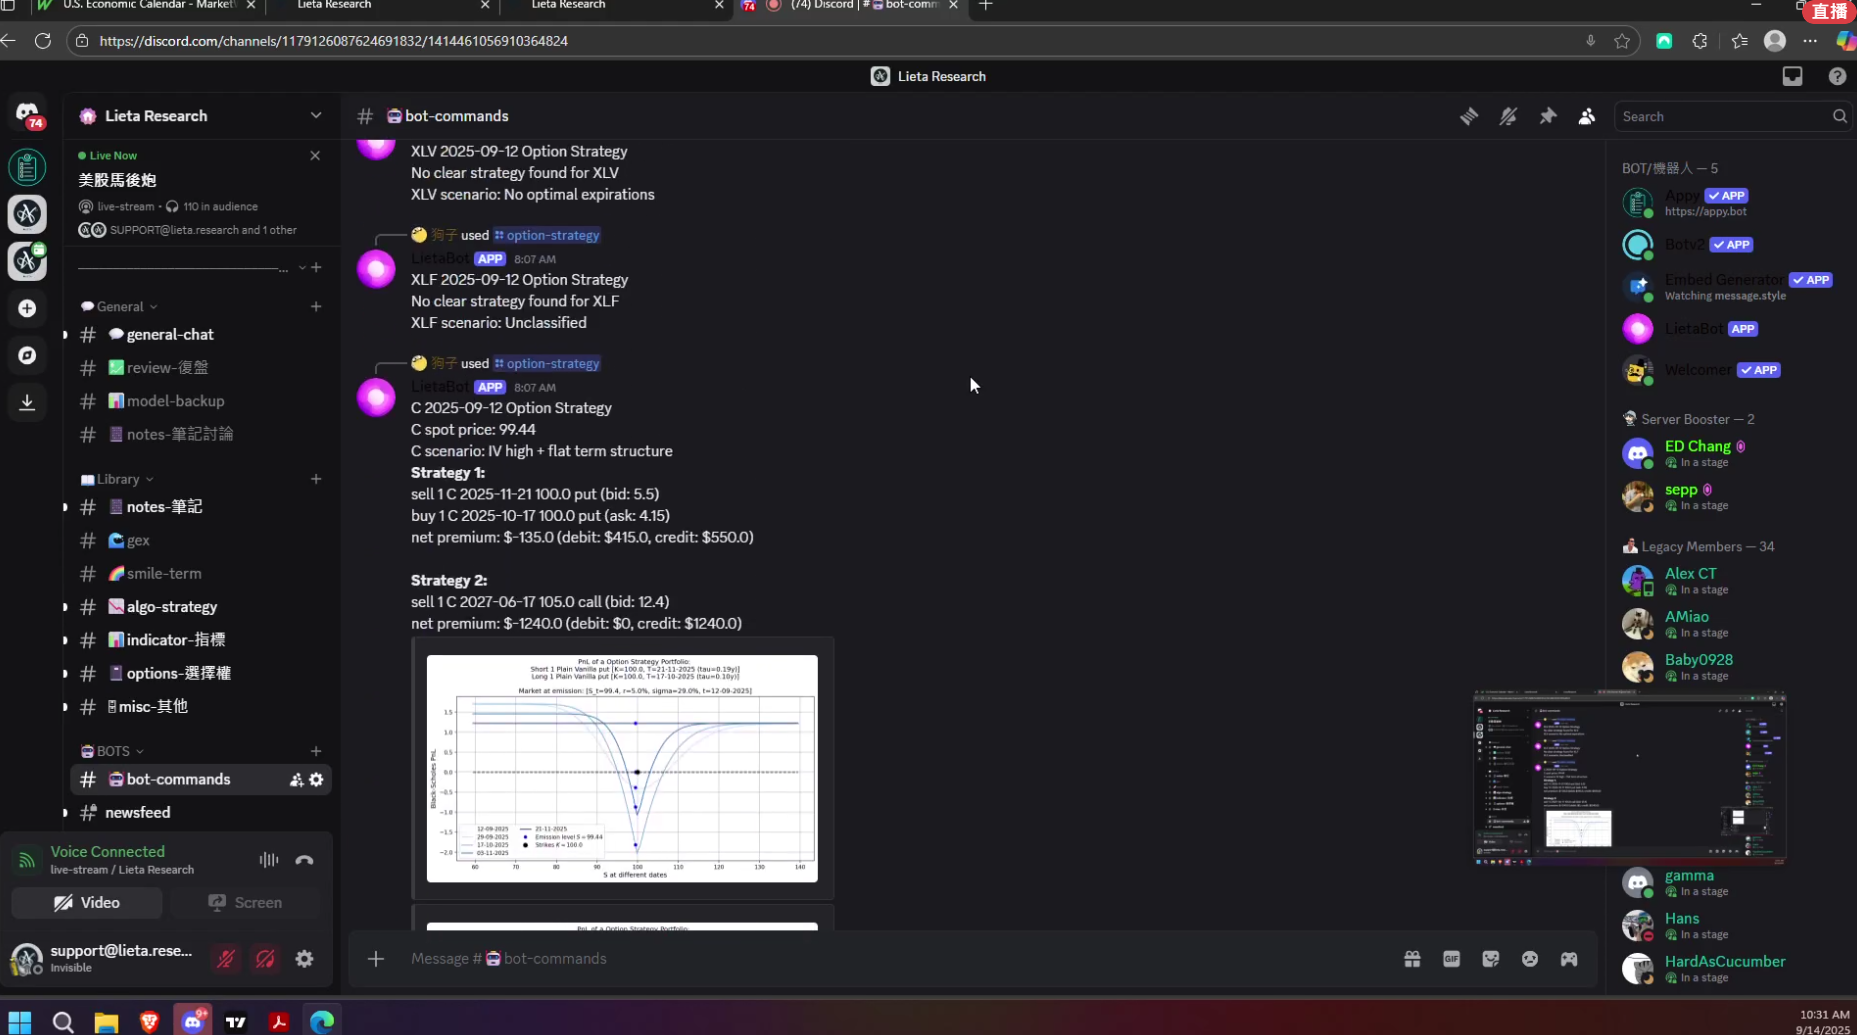 U.S. Economic Calendar - Market
Lieta Research
Lieta Research
(74) Discord | #
bot-comm
直播
https://discord.com/channels/1179126087624691832/1414461056910364824
Lieta Research
74
Lieta Research
Live Now
美股馬後炮
live-stream • 110 in audience
SUPPORT@lieta.research and 1 other
General
# general-chat
# review-復盤
# model-backup
# notes-筆記討論
Library
# notes-筆記
# gex
# smile-term
# algo-strategy
# indicator-指標
# options-選擇權
# misc-其他
BOTS
# bot-commands
# newsfeed
Voice Connected
live-stream / Lieta Research
Video
Screen
support@lieta.rese...
Invisible
# bot-commands
XLV 2025-09-12 Option Strategy
No clear strategy found for XLV
XLV scenario: No optimal expirations
狗子 used option-strategy
LietaBot APP 8:07 AM
XLF 2025-09-12 Option Strategy
No clear strategy found for XLF
XLF scenario: Unclassified
狗子 used option-strategy
LietaBot APP 8:07 AM
C 2025-09-12 Option Strategy
C spot price: 99.44
C scenario: IV high + flat term structure
Strategy 1:
sell 1 C 2025-11-21 100.0 put (bid: 5.5)
buy 1 C 2025-10-17 100.0 put (ask: 4.15)
net premium: $-135.0 (debit: $415.0, credit: $550.0)
Strategy 2:
sell 1 C 2027-06-17 105.0 call (bid: 12.4)
net premium: $-1240.0 (debit: $0, credit: $1240.0)
PnL of a Option Strategy Portfolio:
Short 1 Plain Vanilla put [K=100.0, T=21-11-2025 (tau=0.19y)]
Long 1 Plain Vanilla put [K=100.0, T=17-10-2025 (tau=0.10y)]
Market at emission: [S_t=99.4, r=5.0%, sigma=29.0%, t=12-09-2025]
Black-Scholes PnL
1.5
1.0
0.5
0.0
−0.5
−1.0
−1.5
−2.0
12-09-2025
29-09-2025
17-10-2025
03-11-2025
21-11-2025
Emission level S = 99.44
Strikes K = 100.0
60 70 80 90 100 110 120 130 140
S at different dates
PnL of a Option Strategy Portfolio:
Message # bot-commands
GIF
Search
BOT/機器人 — 5
Appy APP
https://appy.bot
Botv2 APP
Embed Generator APP
Watching message.style
LietaBot APP
Welcomer APP
Server Booster — 2
ED Chang
In a stage
sepp
In a stage
Legacy Members — 34
Alex CT
In a stage
AMiao
In a stage
Baby0928
In a stage
gamma
In a stage
Hans
In a stage
HardAsCucumber
In a stage
9+
10:31 AM
9/14/2025